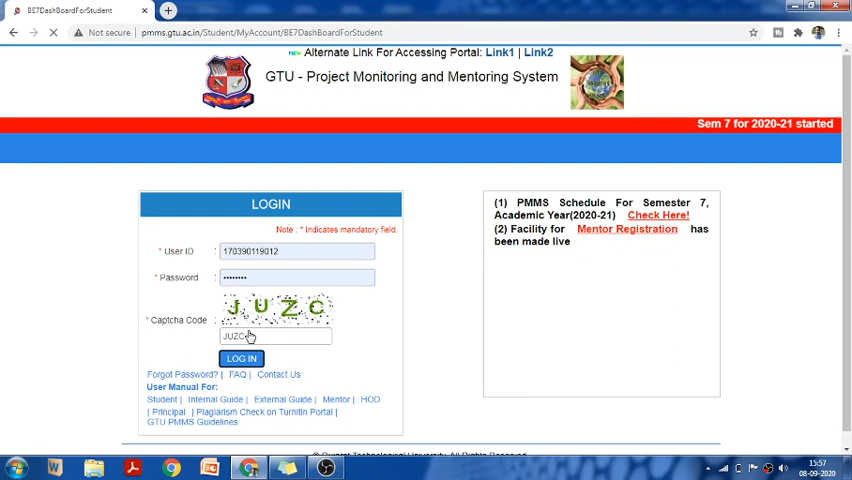 BE7DashBoardForStudent
Not secure | pmms.gtu.ac.in/Student/MyAccount/BE7DashBoardForStudent
Alternate Link For Accessing Portal: Link1 | Link2
GTU - Project Monitoring and Mentoring System
Sem 7 for 2020-21 started
LOGIN
Note : * Indicates mandatory field.
* User ID : 170390119012
* Password : ••••••••
J U Z C
* Captcha Code :
JUZC
LOG IN
Forgot Password? | FAQ | Contact Us
User Manual For:
Student | Internal Guide | External Guide | Mentor | HOD
| Principal | Plagiarism Check on Turnitin Portal |
GTU PMMS Guidelines
(1) PMMS Schedule For Semester 7,
Academic Year(2020-21) Check Here!
(2) Facility for Mentor Registration has
been made live
15:57
08-09-2020